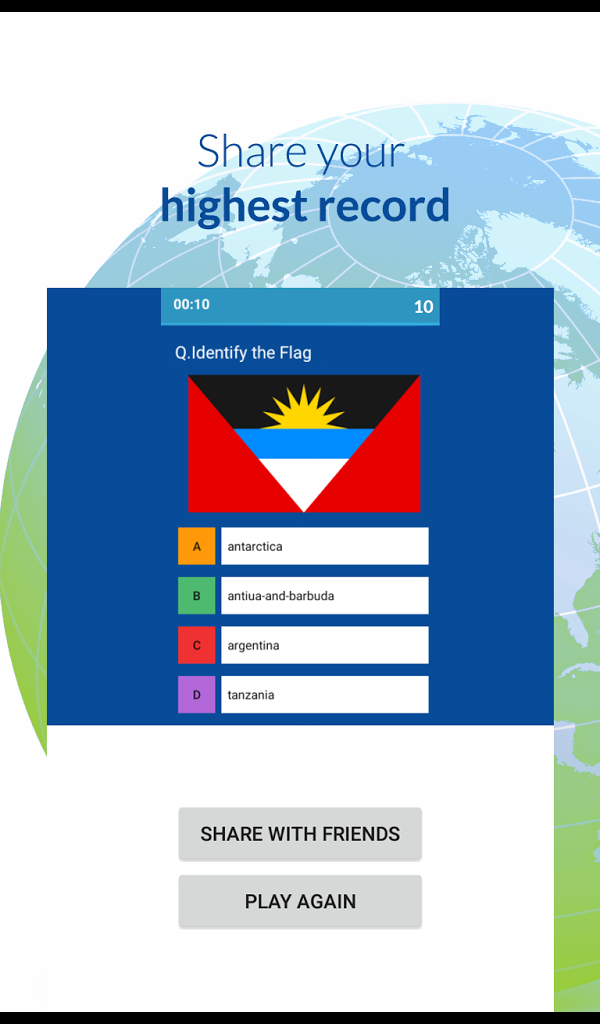 Share your
highest record
00:10 10
Q.Identify the Flag
A antarctica
B antiua-and-barbuda
C argentina
D tanzania
SHARE WITH FRIENDS
PLAY AGAIN